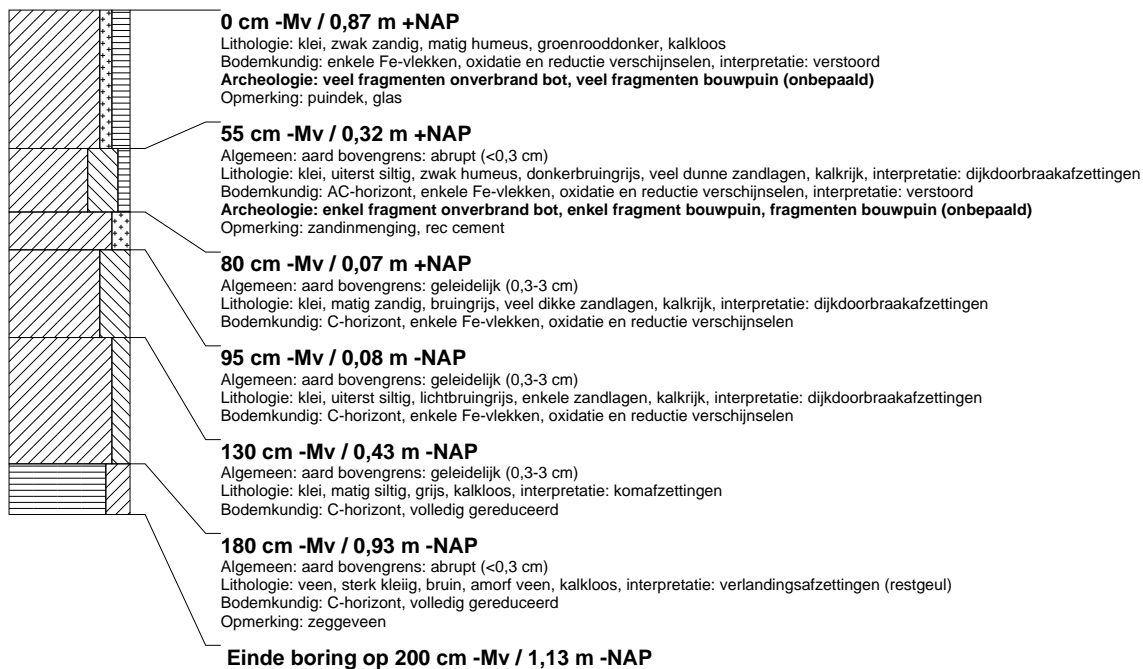 0 cm -Mv / 0,87 m +NAP
Lithologie: klei, zwak zandig, matig humeus, groenrooddonker, kalkloos
Bodemkundig: enkele Fe-vlekken, oxidatie en reductie verschijnselen, interpretatie: verstoord
Archeologie: veel fragmenten onverbrand bot, veel fragmenten bouwpuin (onbepaald)
Opmerking: puindek, glas
55 cm -Mv / 0,32 m +NAP
Algemeen: aard bovengrens: abrupt (<0,3 cm)
Lithologie: klei, uiterst siltig, zwak humeus, donkerbruingrijs, veel dunne zandlagen, kalkrijk, interpretatie: dijkdoorbraakafzettingen
Bodemkundig: AC-horizont, enkele Fe-vlekken, oxidatie en reductie verschijnselen, interpretatie: verstoord
Archeologie: enkel fragment onverbrand bot, enkel fragment bouwpuin, fragmenten bouwpuin (onbepaald)
Opmerking: zandinmenging, rec cement
80 cm -Mv / 0,07 m +NAP
Algemeen: aard bovengrens: geleidelijk (0,3-3 cm)
Lithologie: klei, matig zandig, bruingrijs, veel dikke zandlagen, kalkrijk, interpretatie: dijkdoorbraakafzettingen
Bodemkundig: C-horizont, enkele Fe-vlekken, oxidatie en reductie verschijnselen
95 cm -Mv / 0,08 m -NAP
Algemeen: aard bovengrens: geleidelijk (0,3-3 cm)
Lithologie: klei, uiterst siltig, lichtbruingrijs, enkele zandlagen, kalkrijk, interpretatie: dijkdoorbraakafzettingen
Bodemkundig: C-horizont, enkele Fe-vlekken, oxidatie en reductie verschijnselen
130 cm -Mv / 0,43 m -NAP
Algemeen: aard bovengrens: geleidelijk (0,3-3 cm)
Lithologie: klei, matig siltig, grijs, kalkloos, interpretatie: komafzettingen
Bodemkundig: C-horizont, volledig gereduceerd
180 cm -Mv / 0,93 m -NAP
Algemeen: aard bovengrens: abrupt (<0,3 cm)
Lithologie: veen, sterk kleiig, bruin, amorf veen, kalkloos, interpretatie: verlandingsafzettingen (restgeul)
Bodemkundig: C-horizont, volledig gereduceerd
Opmerking: zeggeveen
Einde boring op 200 cm -Mv / 1,13 m -NAP